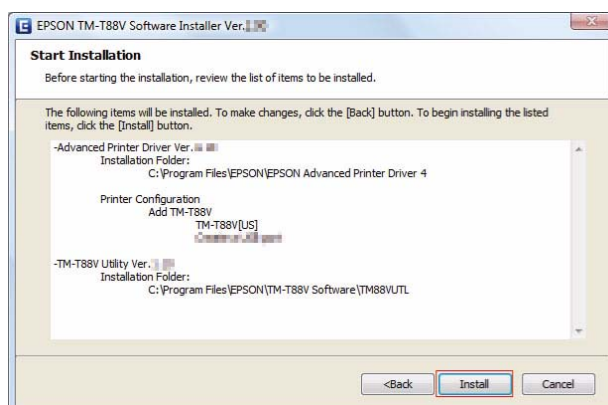 EPSON TM-T88V Software Installer Ver.
Start Installation
Before starting the installation, review the list of items to be installed.
The following items will be installed. To make changes, click the [Back] button. To begin installing the listed
items, click the [Install] button.
-Advanced Printer Driver Ver.
Installation Folder:
C:\Program Files\EPSON\EPSON Advanced Printer Driver 4
Printer Configuration
Add TM-T88V
TM-T88V[US]
-TM-T88V Utility Ver.
Installation Folder:
C:\Program Files\EPSON\TM-T88V Software\TM88VUTL
<Back Install Cancel